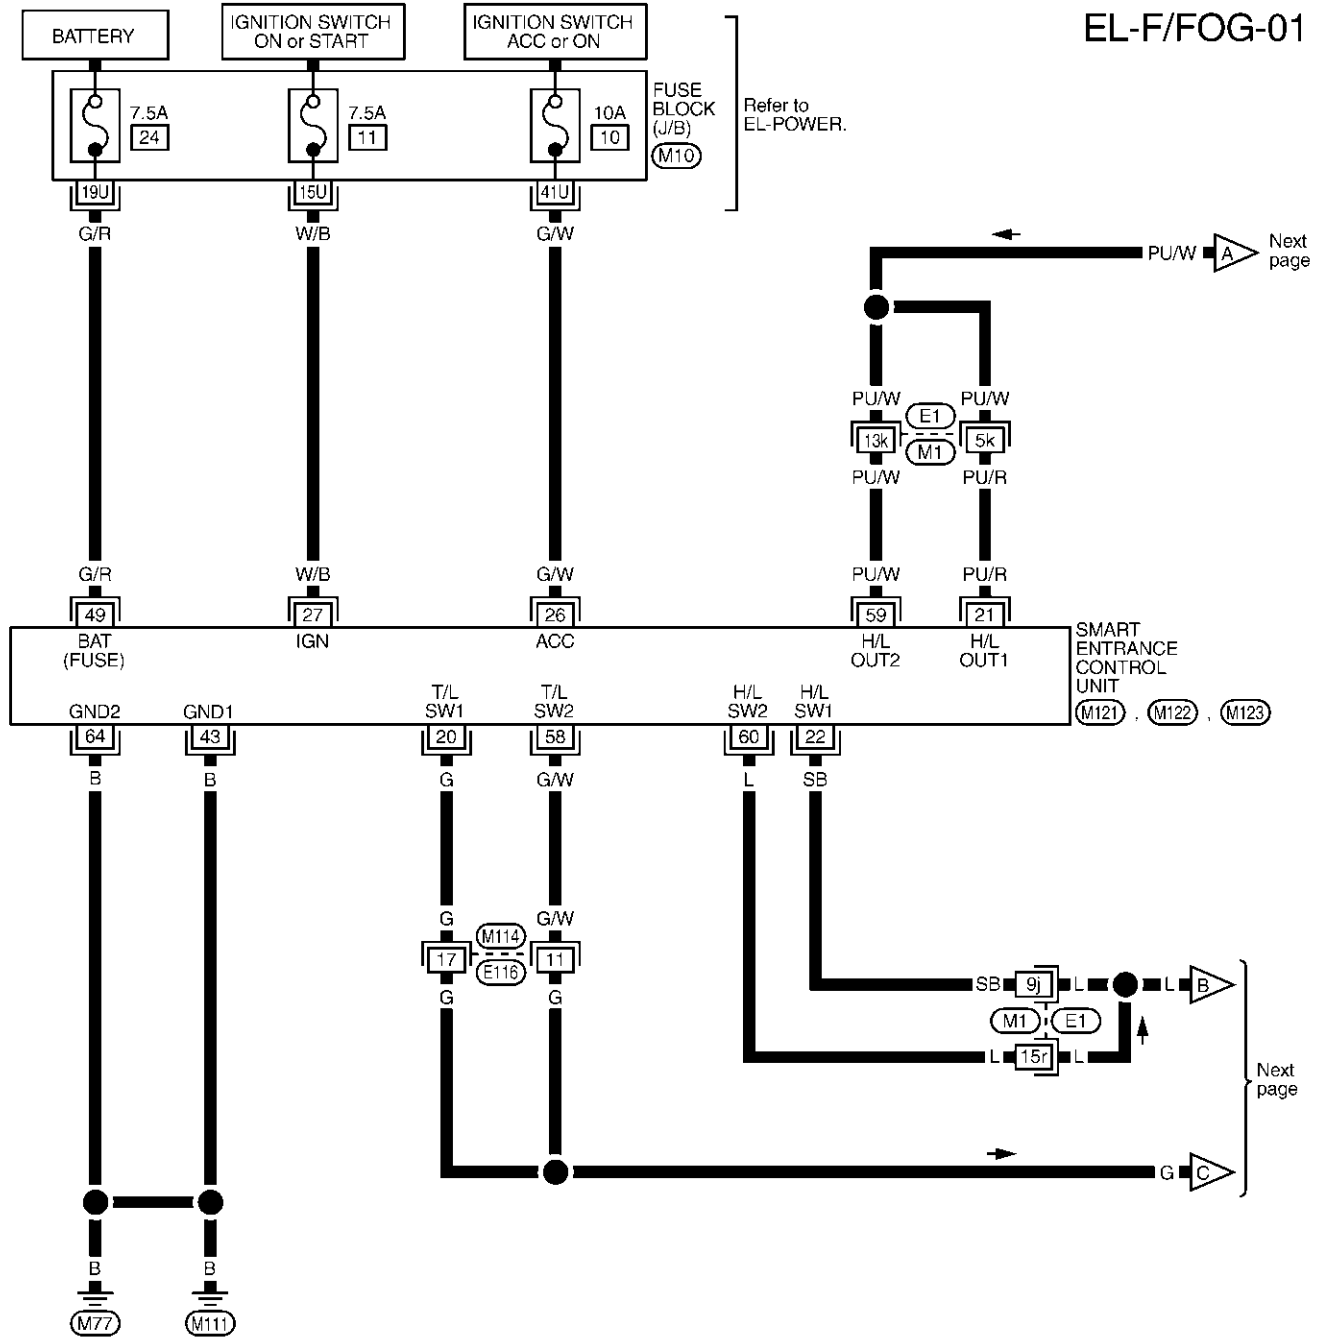 EL-F/FOG-01
BATTERY
IGNITION SWITCH
ON or START
IGNITION SWITCH
ACC or ON
7.5A
24
7.5A
11
10A
10
FUSE
BLOCK
(J/B)
M10
Refer to
EL-POWER.
19U
15U
41U
G/R
W/B
G/W
PU/W
A
Next
page
PU/W
PU/W
13k
E1
M1
5k
PU/W
PU/R
G/R
W/B
G/W
PU/W
PU/R
49
27
26
59
21
BAT
(FUSE)
IGN
ACC
H/L
OUT2
H/L
OUT1
SMART
ENTRANCE
CONTROL
UNIT
M121 , M122 , M123
GND2
GND1
T/L
SW1
T/L
SW2
H/L
SW2
H/L
SW1
64
43
20
58
60
22
B
B
G
G/W
L
SB
G
G/W
17
M114
E116
11
G
G
SB
9j
L
L
B
M1
E1
L
15r
L
Next
page
G
C
B
B
M77
M111